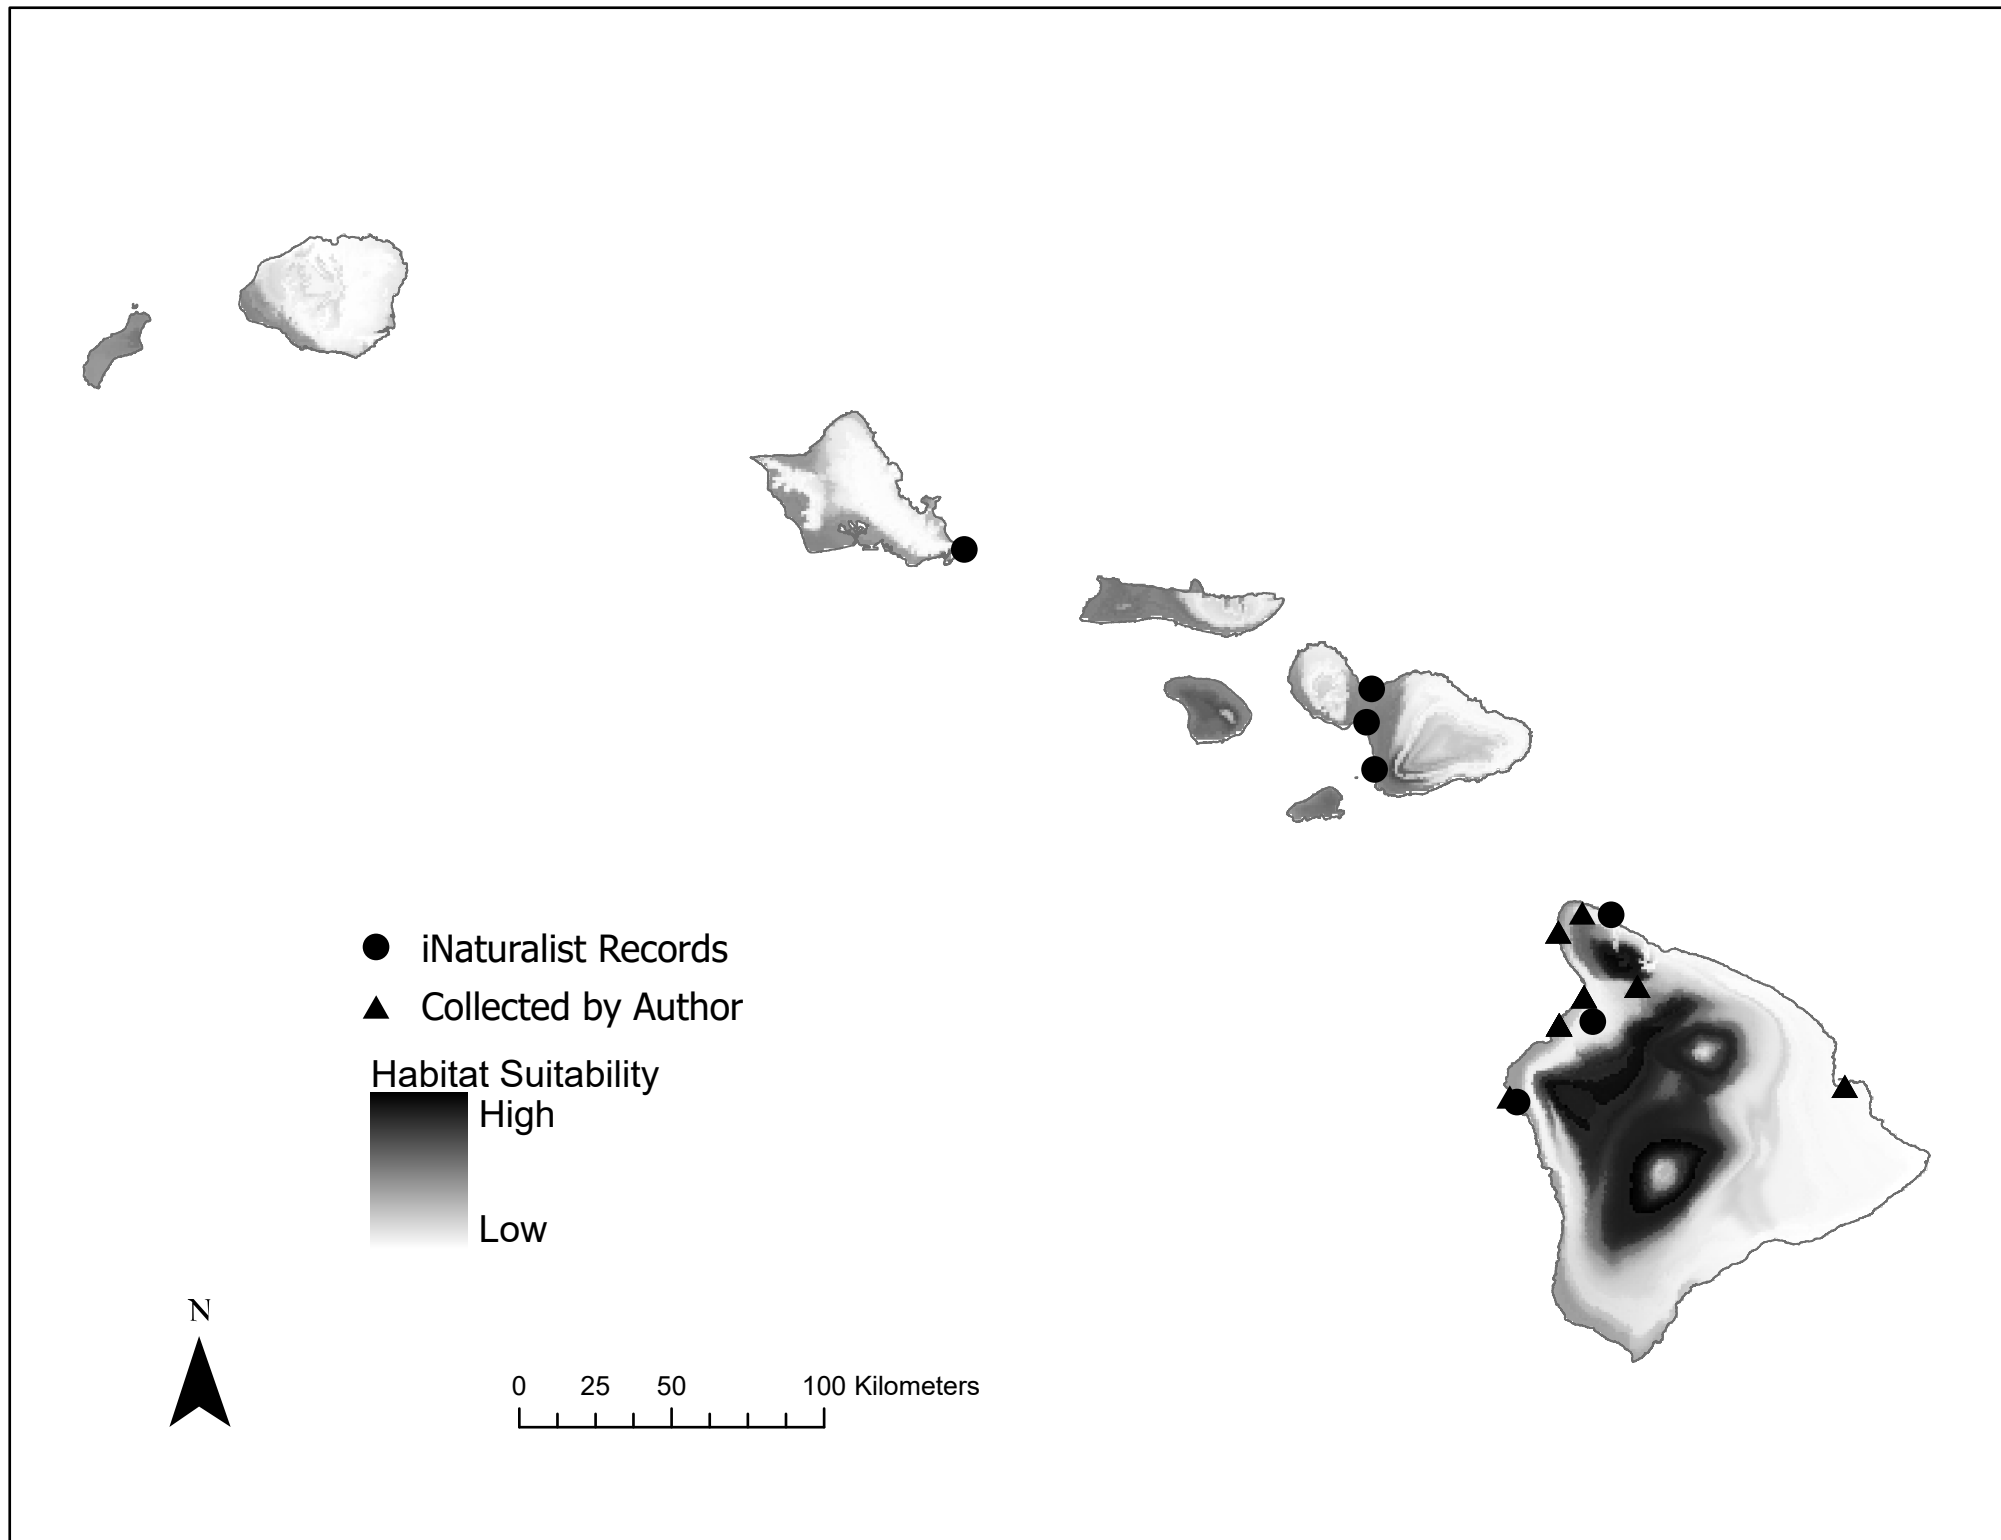 iNaturalist Records
Collected by Author
Habitat Suitability
High
Low
N
0 25 50 100 Kilometers